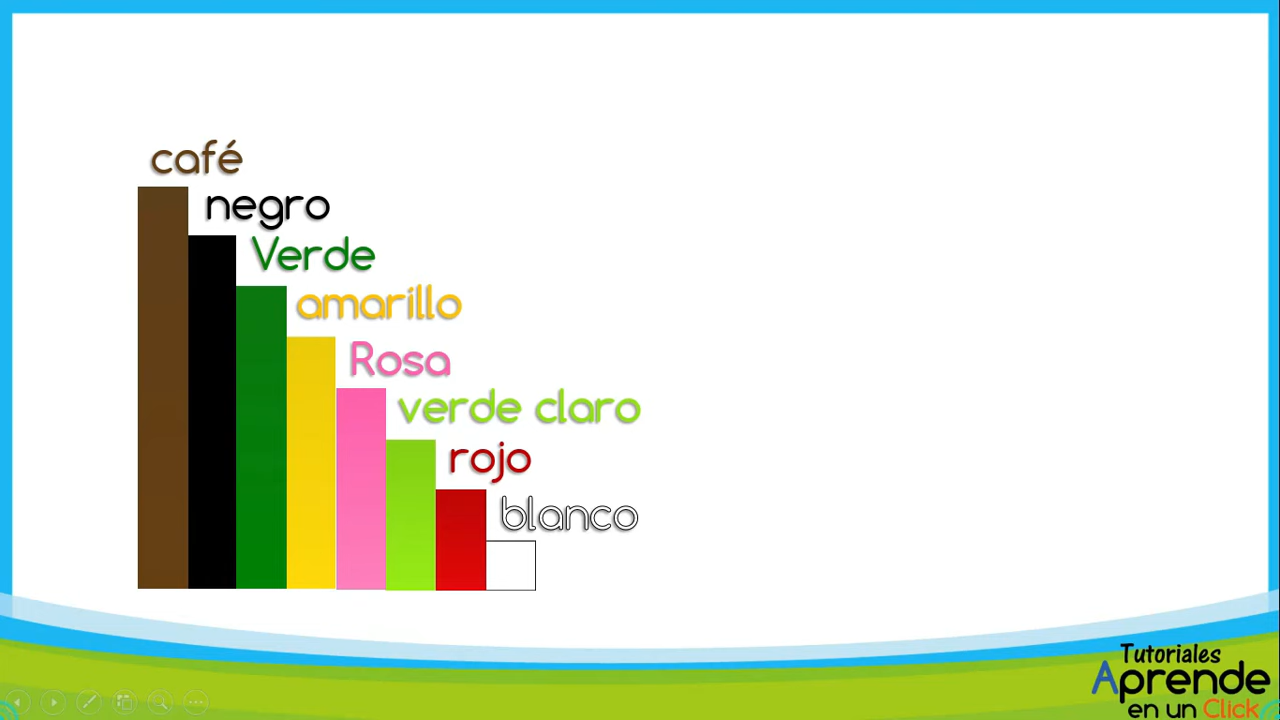 café
negro
Verde
amarillo
Rosa
verde claro
rojo
blanco
Tutoriales
Aprende
en un Click